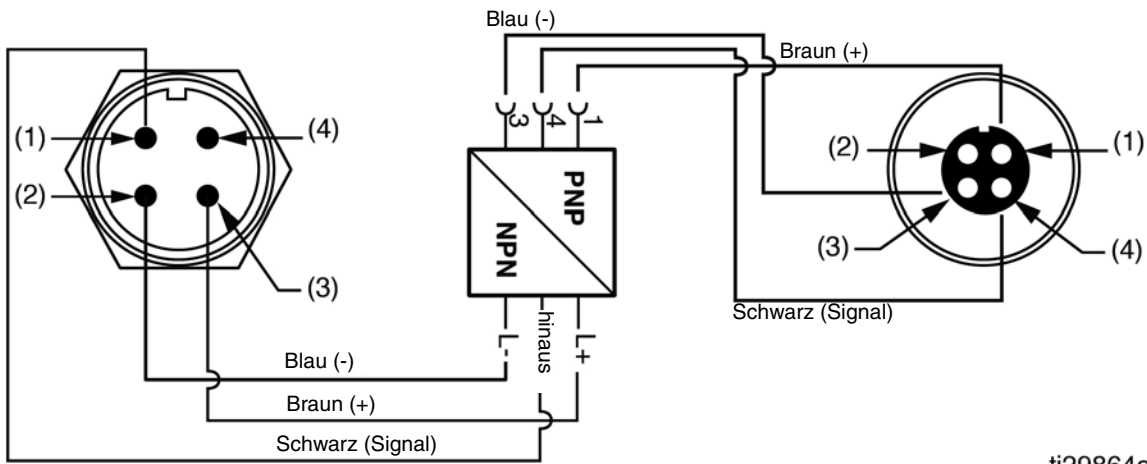 Blau (-)
Braun (+)
(1)
(4)
(2)
(3)
3
4
1
PNP
NPN
L-
hinaus
L+
(2)
(1)
(3)
(4)
Schwarz (Signal)
Blau (-)
Braun (+)
Schwarz (Signal)